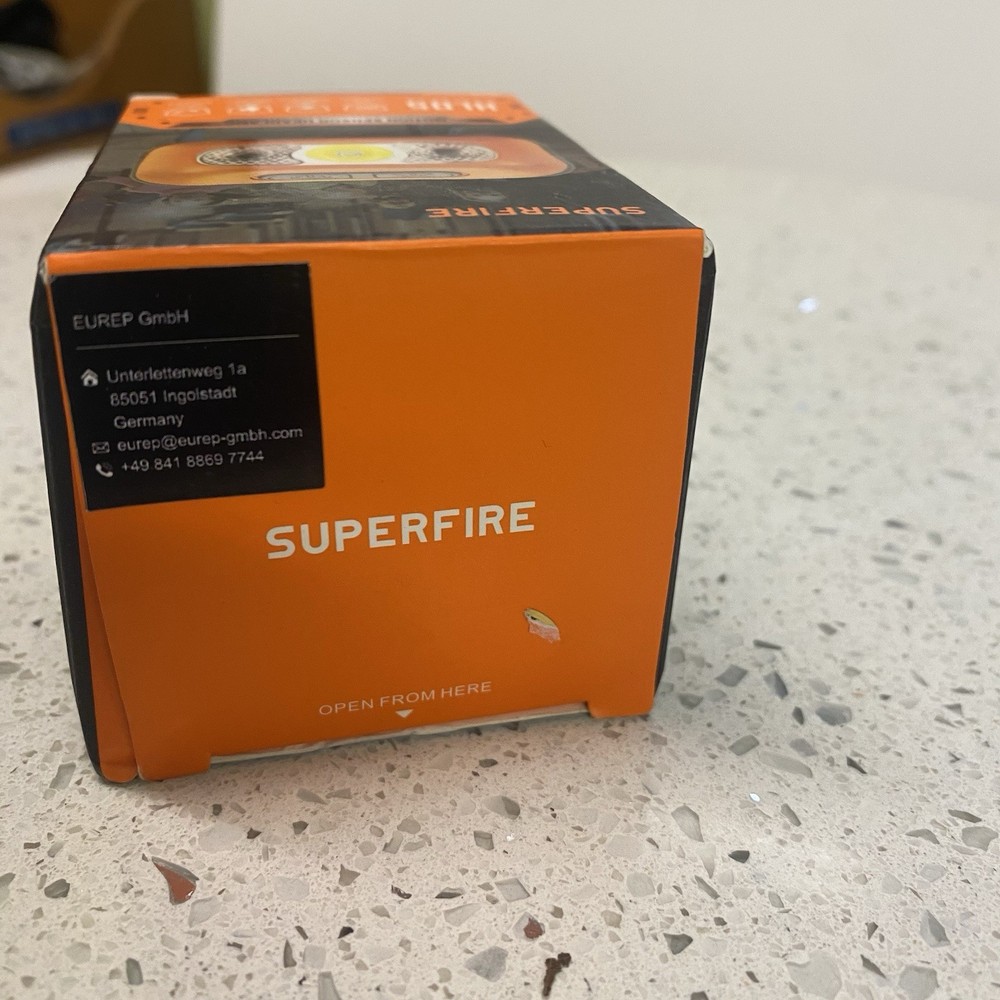 SUPERFIRE
EUREP GmbH
Unterlettenweg 1a
85051 Ingolstadt
Germany
eurep@eurep-gmbh.com
+49 841 8869 7744
SUPERFIRE
OPEN FROM HERE